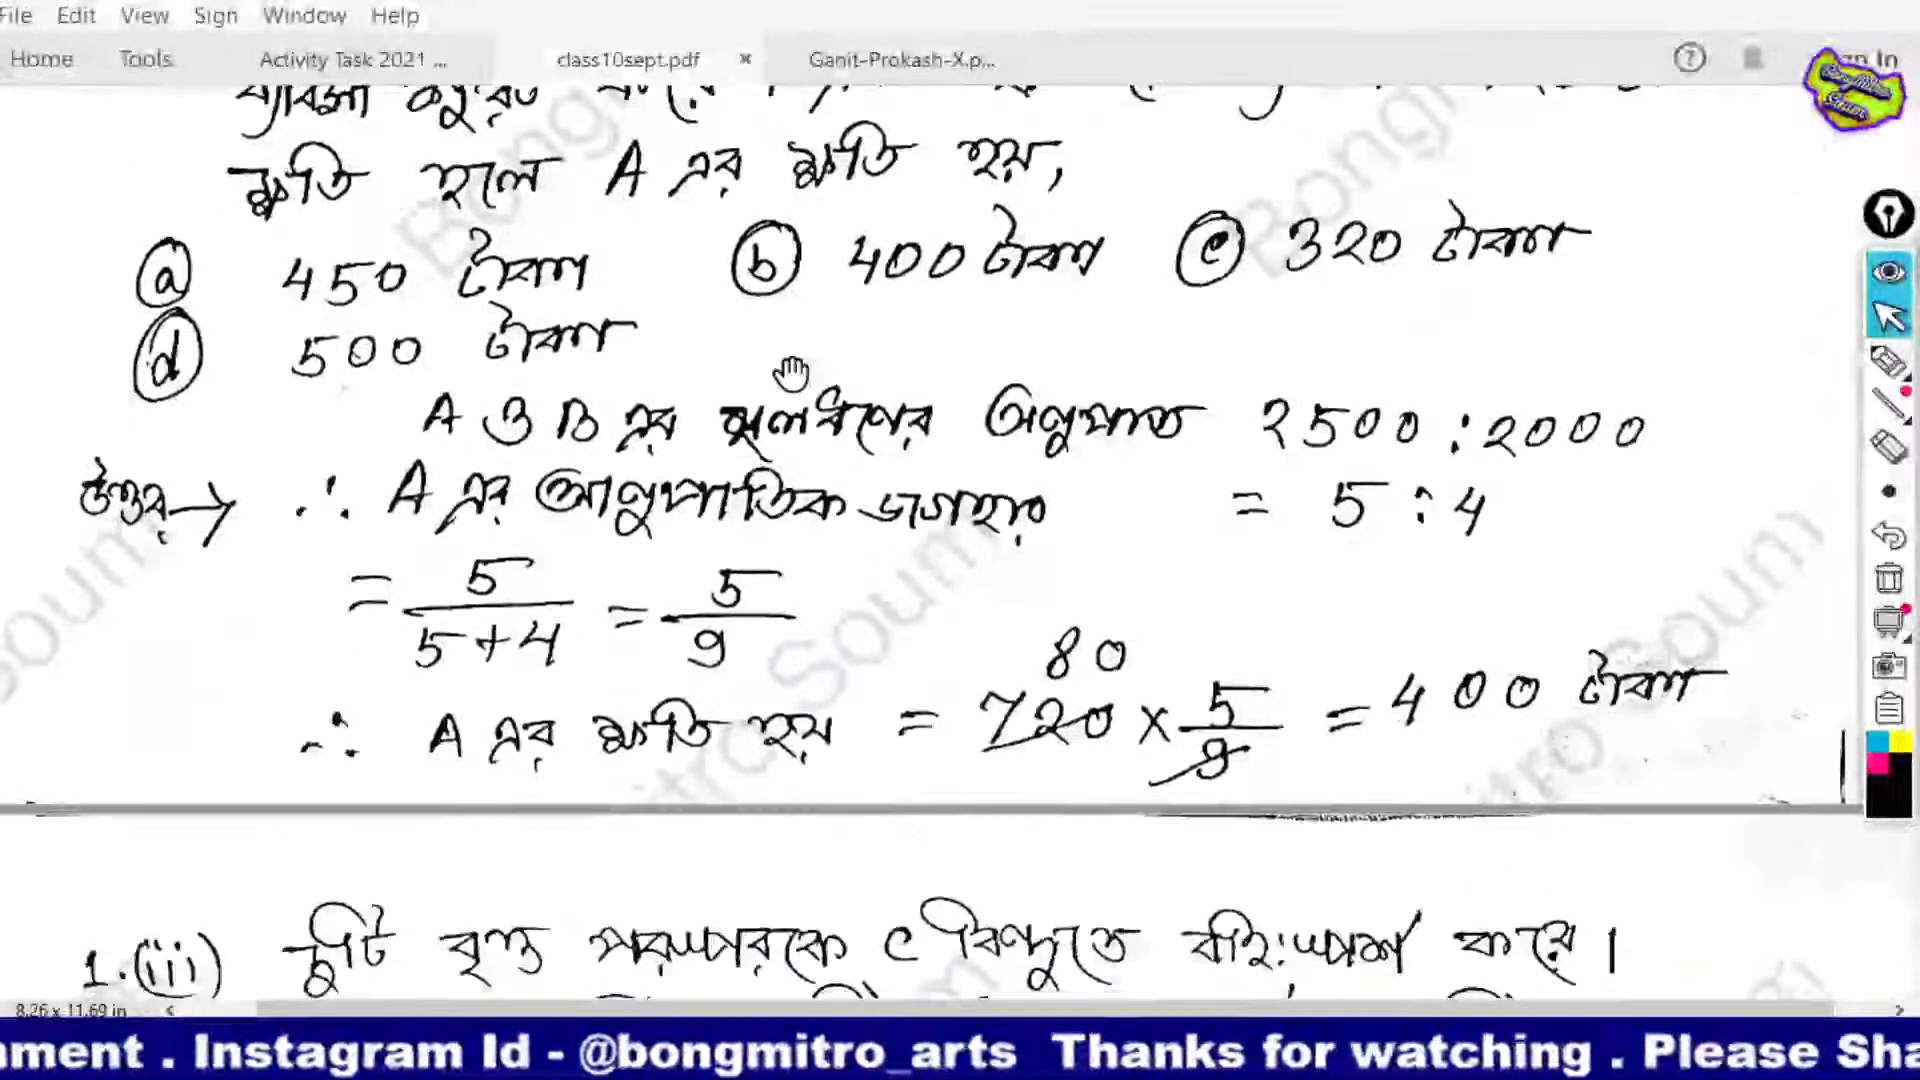 File Edit View Sign Window Help
Home Tools Activity Task 2021 ... class10sept.pdf × Ganit-Prokash-X.p...
ক্ষতি হলে A এর ক্ষতি হয়,
ⓐ 450 টাকা ⓑ 400 টাকা ⓒ 320 টাকা
ⓓ 500 টাকা
A ও B এর মূলধনের অনুপাত 2500 : 2000
উত্তর → ∴ A এর আনুপাতিক ভাগহার = 5 : 4
= 5/5+4 = 5/9
80
∴ A এর ক্ষতি হয় = 720 × 5/9 = 400 টাকা
1.(iii) দুটি বৃত্ত পরস্পরকে C বিন্দুতে বহিঃস্পর্শ করে।
8.26 x 11.69 in
mment . Instagram Id - @bongmitro_arts Thanks for watching . Please Sha